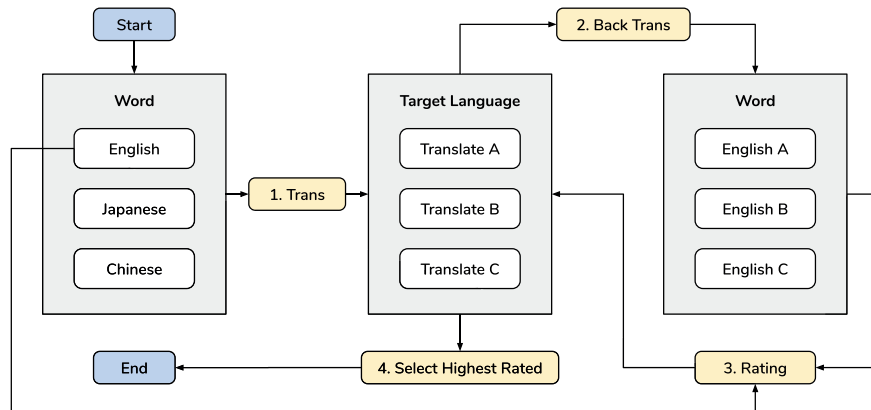 Start
2. Back Trans
Word
English
Japanese
Chinese
1. Trans
Target Language
Translate A
Translate B
Translate C
Word
English A
English B
English C
End
4. Select Highest Rated
3. Rating